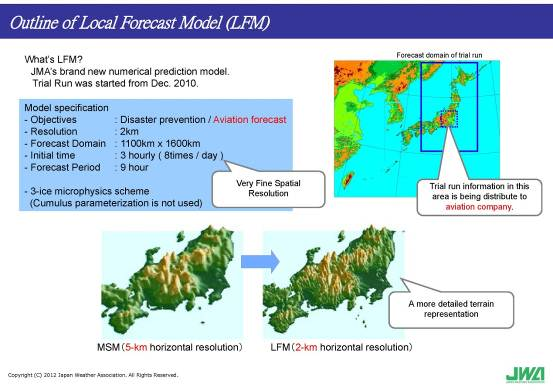 Outline of Local Forecast Model (LFM)
What's LFM?
JMA's brand new numerical prediction model.
Trial Run was started from Dec. 2010.
Model specification
- Objectives : Disaster prevention / Aviation forecast
- Resolution : 2km
- Forecast Domain : 1100km x 1600km
- Initial time : 3 hourly ( 8times / day )
- Forecast Period : 9 hour
- 3-ice microphysics scheme
(Cumulus parameterization is not used)
Very Fine Spatial
Resolution
Forecast domain of trial run
Trial run information in this
area is being distribute to
aviation company.
A more detailed terrain
representation
MSM(5-km horizontal resolution)
LFM(2-km horizontal resolution)
Copyright (C) 2012 Japan Weather Association. All Rights Reserved.
JWA